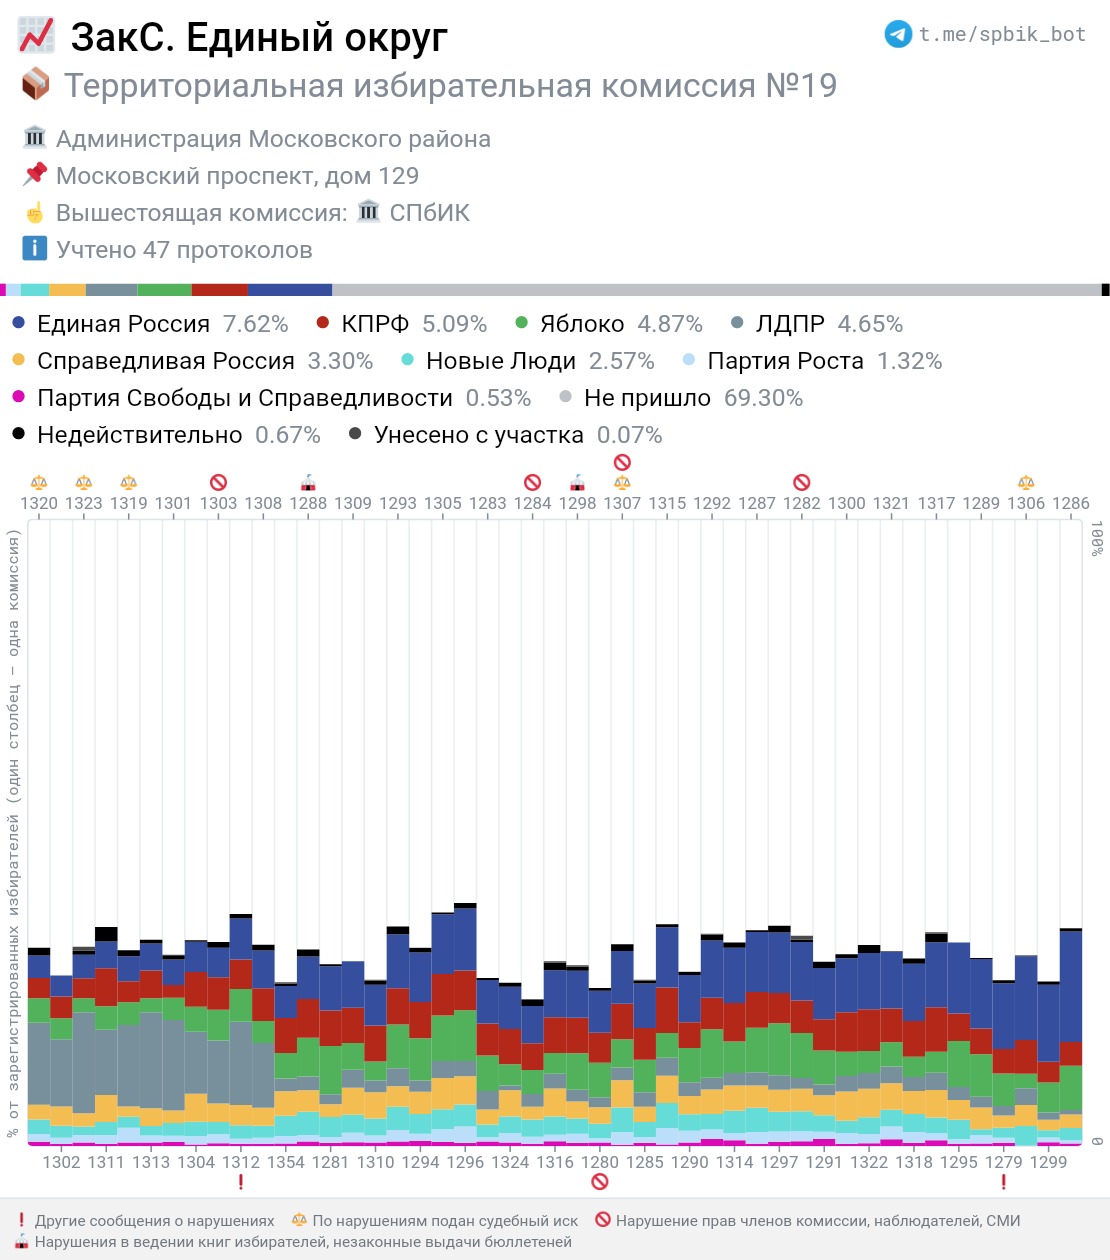 ЗакС. Единый округ
t.me/spbik_bot
Территориальная избирательная комиссия №19
Администрация Московского района
Московский проспект, дом 129
Вышестоящая комиссия: СПбИК
Учтено 47 протоколов
Единая Россия 7.62% КПРФ 5.09% Яблоко 4.87% ЛДПР 4.65%
Справедливая Россия 3.30% Новые Люди 2.57% Партия Роста 1.32%
Партия Свободы и Справедливости 0.53% Не пришло 69.30%
Недействительно 0.67% Унесено с участка 0.07%
1320 1323 1319 1301 1303 1308 1288 1309 1293 1305 1283 1284 1298 1307 1315 1292 1287 1282 1300 1321 1317 1289 1306 1286
% от зарегистрированных избирателей (один столбец – одна комиссия)
100%
0
1302 1311 1313 1304 1312 1354 1281 1310 1294 1296 1324 1316 1280 1285 1290 1314 1297 1291 1322 1318 1295 1279 1299
Другие сообщения о нарушениях По нарушениям подан судебный иск Нарушение прав членов комиссии, наблюдателей, СМИ
Нарушения в ведении книг избирателей, незаконные выдачи бюллетеней